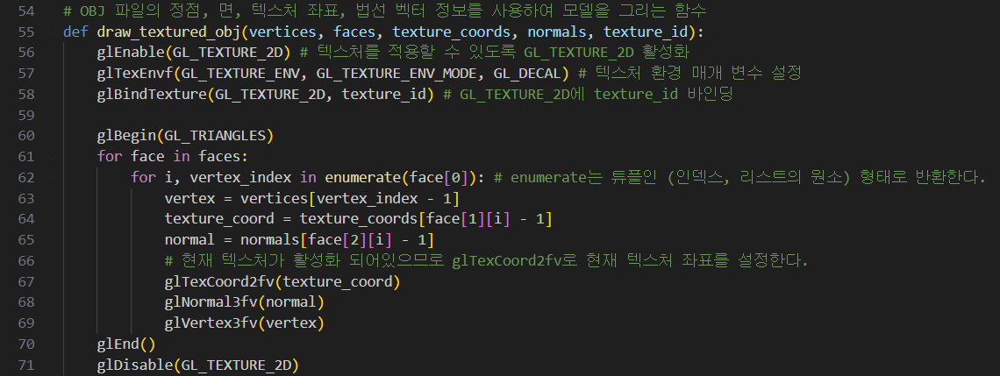 54 # OBJ 파일의 정점, 면, 텍스처 좌표, 법선 벡터 정보를 사용하여 모델을 그리는 함수
55 def draw_textured_obj(vertices, faces, texture_coords, normals, texture_id):
56     glEnable(GL_TEXTURE_2D) # 텍스처를 적용할 수 있도록 GL_TEXTURE_2D 활성화
57     glTexEnvf(GL_TEXTURE_ENV, GL_TEXTURE_ENV_MODE, GL_DECAL) # 텍스처 환경 매개 변수 설정
58     glBindTexture(GL_TEXTURE_2D, texture_id) # GL_TEXTURE_2D에 texture_id 바인딩
59
60     glBegin(GL_TRIANGLES)
61     for face in faces:
62         for i, vertex_index in enumerate(face[0]): # enumerate는 튜플인 (인덱스, 리스트의 원소) 형태로 반환한다.
63             vertex = vertices[vertex_index - 1]
64             texture_coord = texture_coords[face[1][i] - 1]
65             normal = normals[face[2][i] - 1]
66             # 현재 텍스처가 활성화 되어있으므로 glTexCoord2fv로 현재 텍스처 좌표를 설정한다.
67             glTexCoord2fv(texture_coord)
68             glNormal3fv(normal)
69             glVertex3fv(vertex)
70     glEnd()
71     glDisable(GL_TEXTURE_2D)